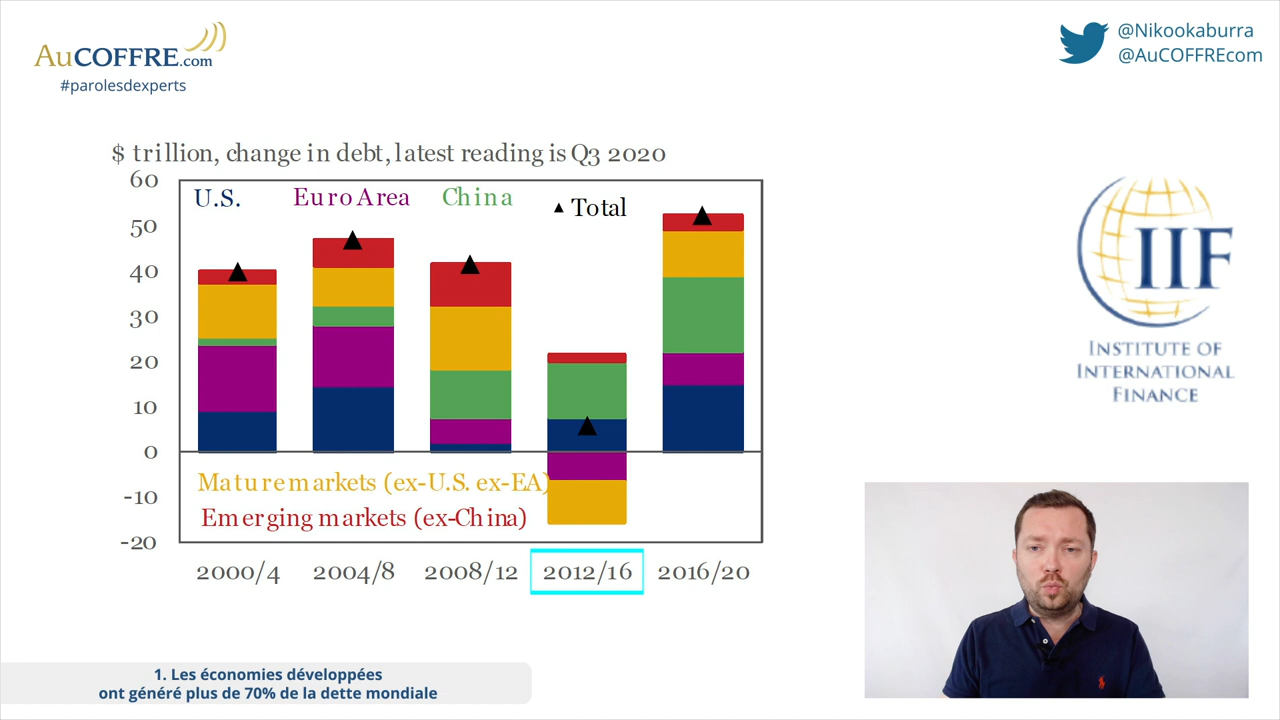 AuCOFFRE.com
#parolesdexperts
@Nikookaburra
@AuCOFFREcom
$ trillion, change in debt, latest reading is Q3 2020
60
50
40
30
20
10
0
-10
-20
U.S.
Euro Area
China
▲ Total
Mature markets (ex-U.S. ex-EA)
Emerging markets (ex-China)
2000/4
2004/8
2008/12
2012/16
2016/20
IIF
INSTITUTE OF
INTERNATIONAL
FINANCE
1. Les économies développées
ont généré plus de 70% de la dette mondiale